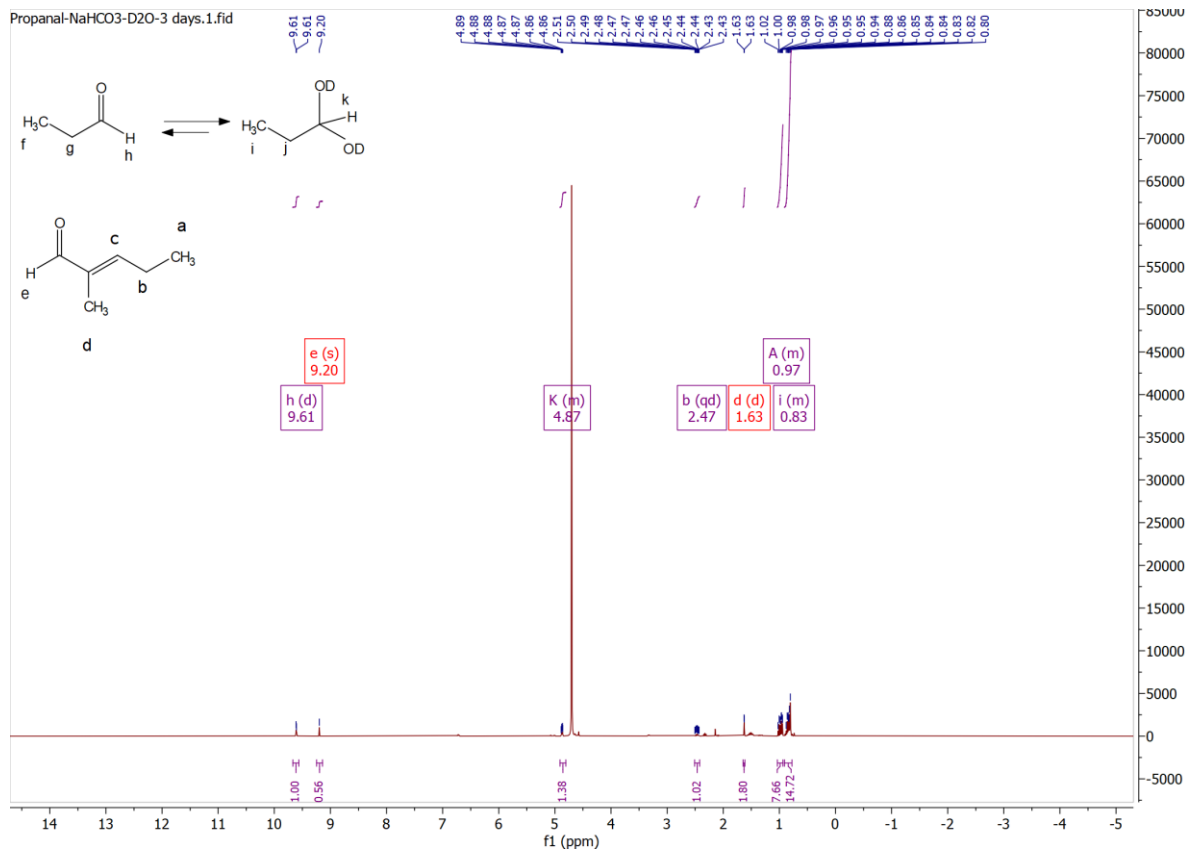 Propanal-NaHCO3-D2O-3 days.1.fid
9.61
9.61
9.20
4.89
4.88
4.88
4.87
4.87
4.86
4.86
2.51
2.50
2.49
2.48
2.47
2.47
2.46
2.46
2.45
2.44
2.44
2.43
2.43
1.63
1.63
1.02
1.00
0.98
0.98
0.97
0.96
0.95
0.95
0.94
0.88
0.86
0.85
0.84
0.84
0.83
0.82
0.80
O
H3C
H
f
g
h
OD
k
H
H3C
i
j
OD
O
a
c
CH3
H
b
e
CH3
d
e (s)
9.20
A (m)
0.97
h (d)
9.61
K (m)
4.87
b (qd)
2.47
d (d)
1.63
i (m)
0.83
1.00
0.56
1.38
1.02
1.80
7.66
14.72
14 13 12 11 10 9 8 7 6 5 4 3 2 1 0 -1 -2 -3 -4 -5
f1 (ppm)
85000
80000
75000
70000
65000
60000
55000
50000
45000
40000
35000
30000
25000
20000
15000
10000
5000
0
-5000